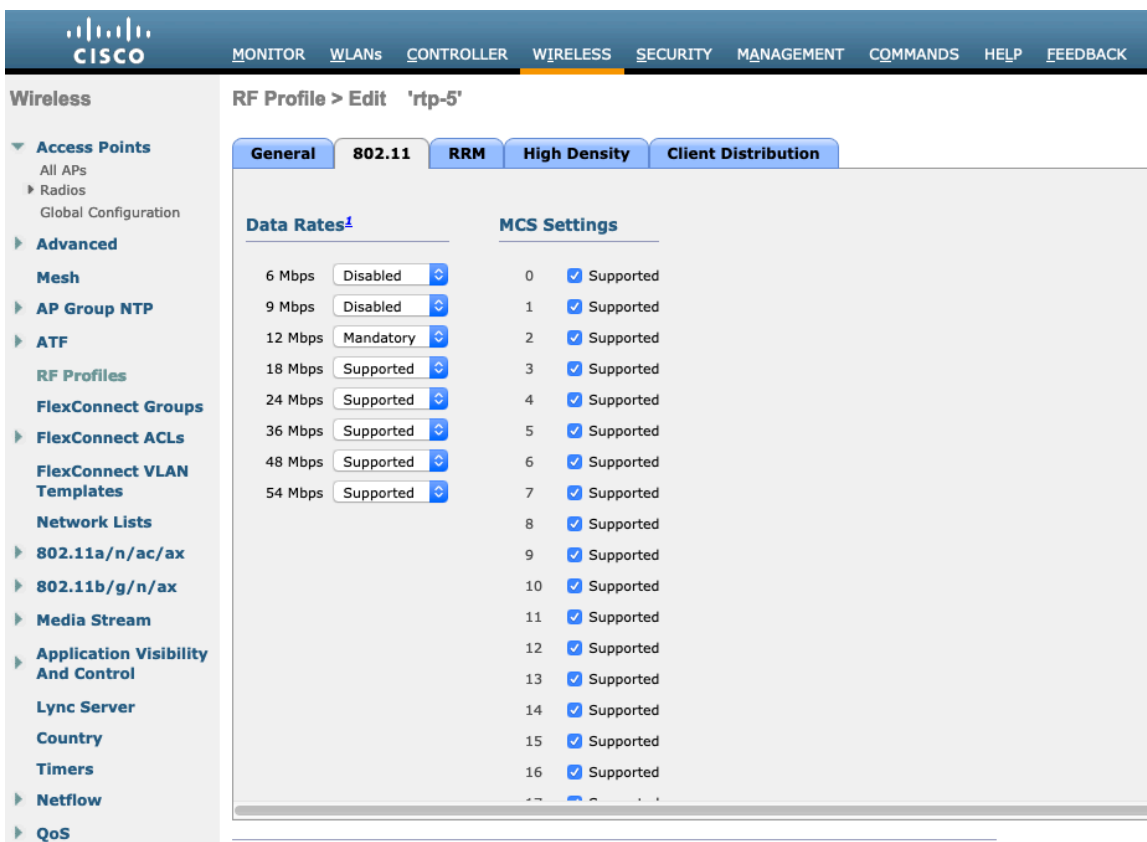 CISCO
MONITOR WLANs CONTROLLER WIRELESS SECURITY MANAGEMENT COMMANDS HELP FEEDBACK
Wireless
Access Points
All APs
Radios
Global Configuration
Advanced
Mesh
AP Group NTP
ATF
RF Profiles
FlexConnect Groups
FlexConnect ACLs
FlexConnect VLAN
Templates
Network Lists
802.11a/n/ac/ax
802.11b/g/n/ax
Media Stream
Application Visibility
And Control
Lync Server
Country
Timers
Netflow
QoS
RF Profile > Edit 'rtp-5'
General 802.11 RRM High Density Client Distribution
Data Rates1
6 Mbps Disabled
9 Mbps Disabled
12 Mbps Mandatory
18 Mbps Supported
24 Mbps Supported
36 Mbps Supported
48 Mbps Supported
54 Mbps Supported
MCS Settings
0 Supported
1 Supported
2 Supported
3 Supported
4 Supported
5 Supported
6 Supported
7 Supported
8 Supported
9 Supported
10 Supported
11 Supported
12 Supported
13 Supported
14 Supported
15 Supported
16 Supported